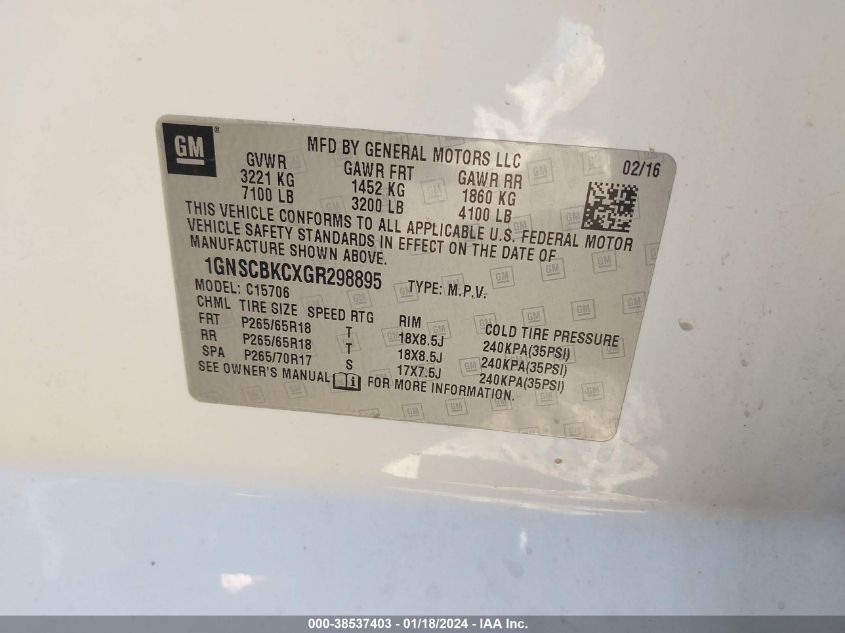 GM®
MFD BY GENERAL MOTORS LLC
02/16
GVWR GAWR FRT GAWR RR
3221 KG 1452 KG 1860 KG
7100 LB 3200 LB 4100 LB
THIS VEHICLE CONFORMS TO ALL APPLICABLE U.S. FEDERAL MOTOR
VEHICLE SAFETY STANDARDS IN EFFECT ON THE DATE OF
MANUFACTURE SHOWN ABOVE.
1GNSCBKCXGR298895 TYPE: M.P.V.
MODEL: C15706
CHML TIRE SIZE SPEED RTG RIM COLD TIRE PRESSURE
FRT P265/65R18 T 18X8.5J 240KPA(35PSI)
RR P265/65R18 T 18X8.5J 240KPA(35PSI)
SPA P265/70R17 S 17X7.5J 240KPA(35PSI)
SEE OWNER'S MANUAL FOR MORE INFORMATION.
000-38537403 - 01/18/2024 - IAA Inc.